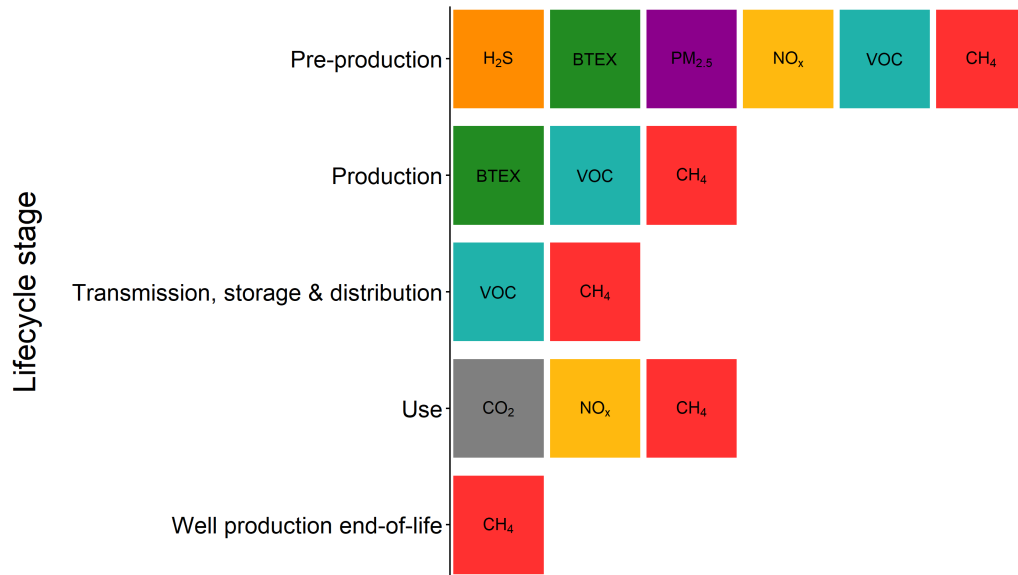 Lifecycle stage
Pre-production H₂S BTEX PM₂.₅ NOₓ VOC CH₄
Production BTEX VOC CH₄
Transmission, storage & distribution VOC CH₄
Use CO₂ NOₓ CH₄
Well production end-of-life CH₄